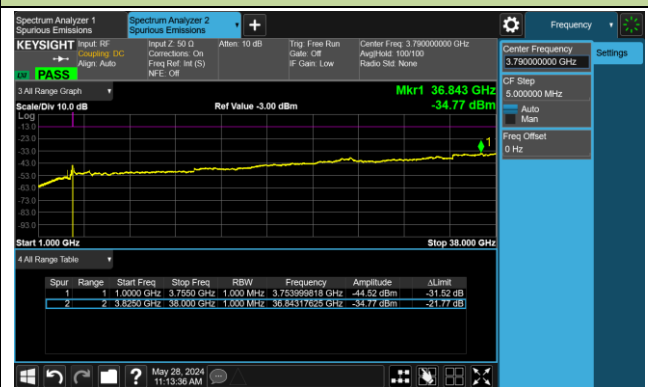 Spectrum Analyzer 1
Spurious Emissions
Spectrum Analyzer 2
Spurious Emissions
Frequency
KEYSIGHT Input: RF
Coupling: DC
Align: Auto
Input Z: 50 Ω
Corrections: On
Freq Ref: Int (S)
NFE: Off
Atten: 10 dB
Trig: Free Run
Gate: Off
IF Gain: Low
Center Freq: 3.790000000 GHz
Avg|Hold: 100/100
Radio Std: None
PASS
Center Frequency
3.790000000 GHz
Settings
CF Step
5.000000 MHz
Auto
Man
Freq Offset
0 Hz
3 All Range Graph
Mkr1 36.843 GHz
Scale/Div 10.0 dB
Ref Value -3.00 dBm
-34.77 dBm
Log
-13.0
-23.0
-33.0
-43.0
-53.0
-63.0
-73.0
-83.0
-93.0
1
Start 1.000 GHz
Stop 38.000 GHz
4 All Range Table
Spur Range Start Freq Stop Freq RBW Frequency Amplitude ΔLimit
1 1 1.0000 GHz 3.7550 GHz 1.000 MHz 3.753999818 GHz -44.52 dBm -31.52 dB
2 2 3.8250 GHz 38.000 GHz 1.000 MHz 36.84317625 GHz -34.77 dBm -21.77 dB
?
May 28, 2024
11:13:36 AM